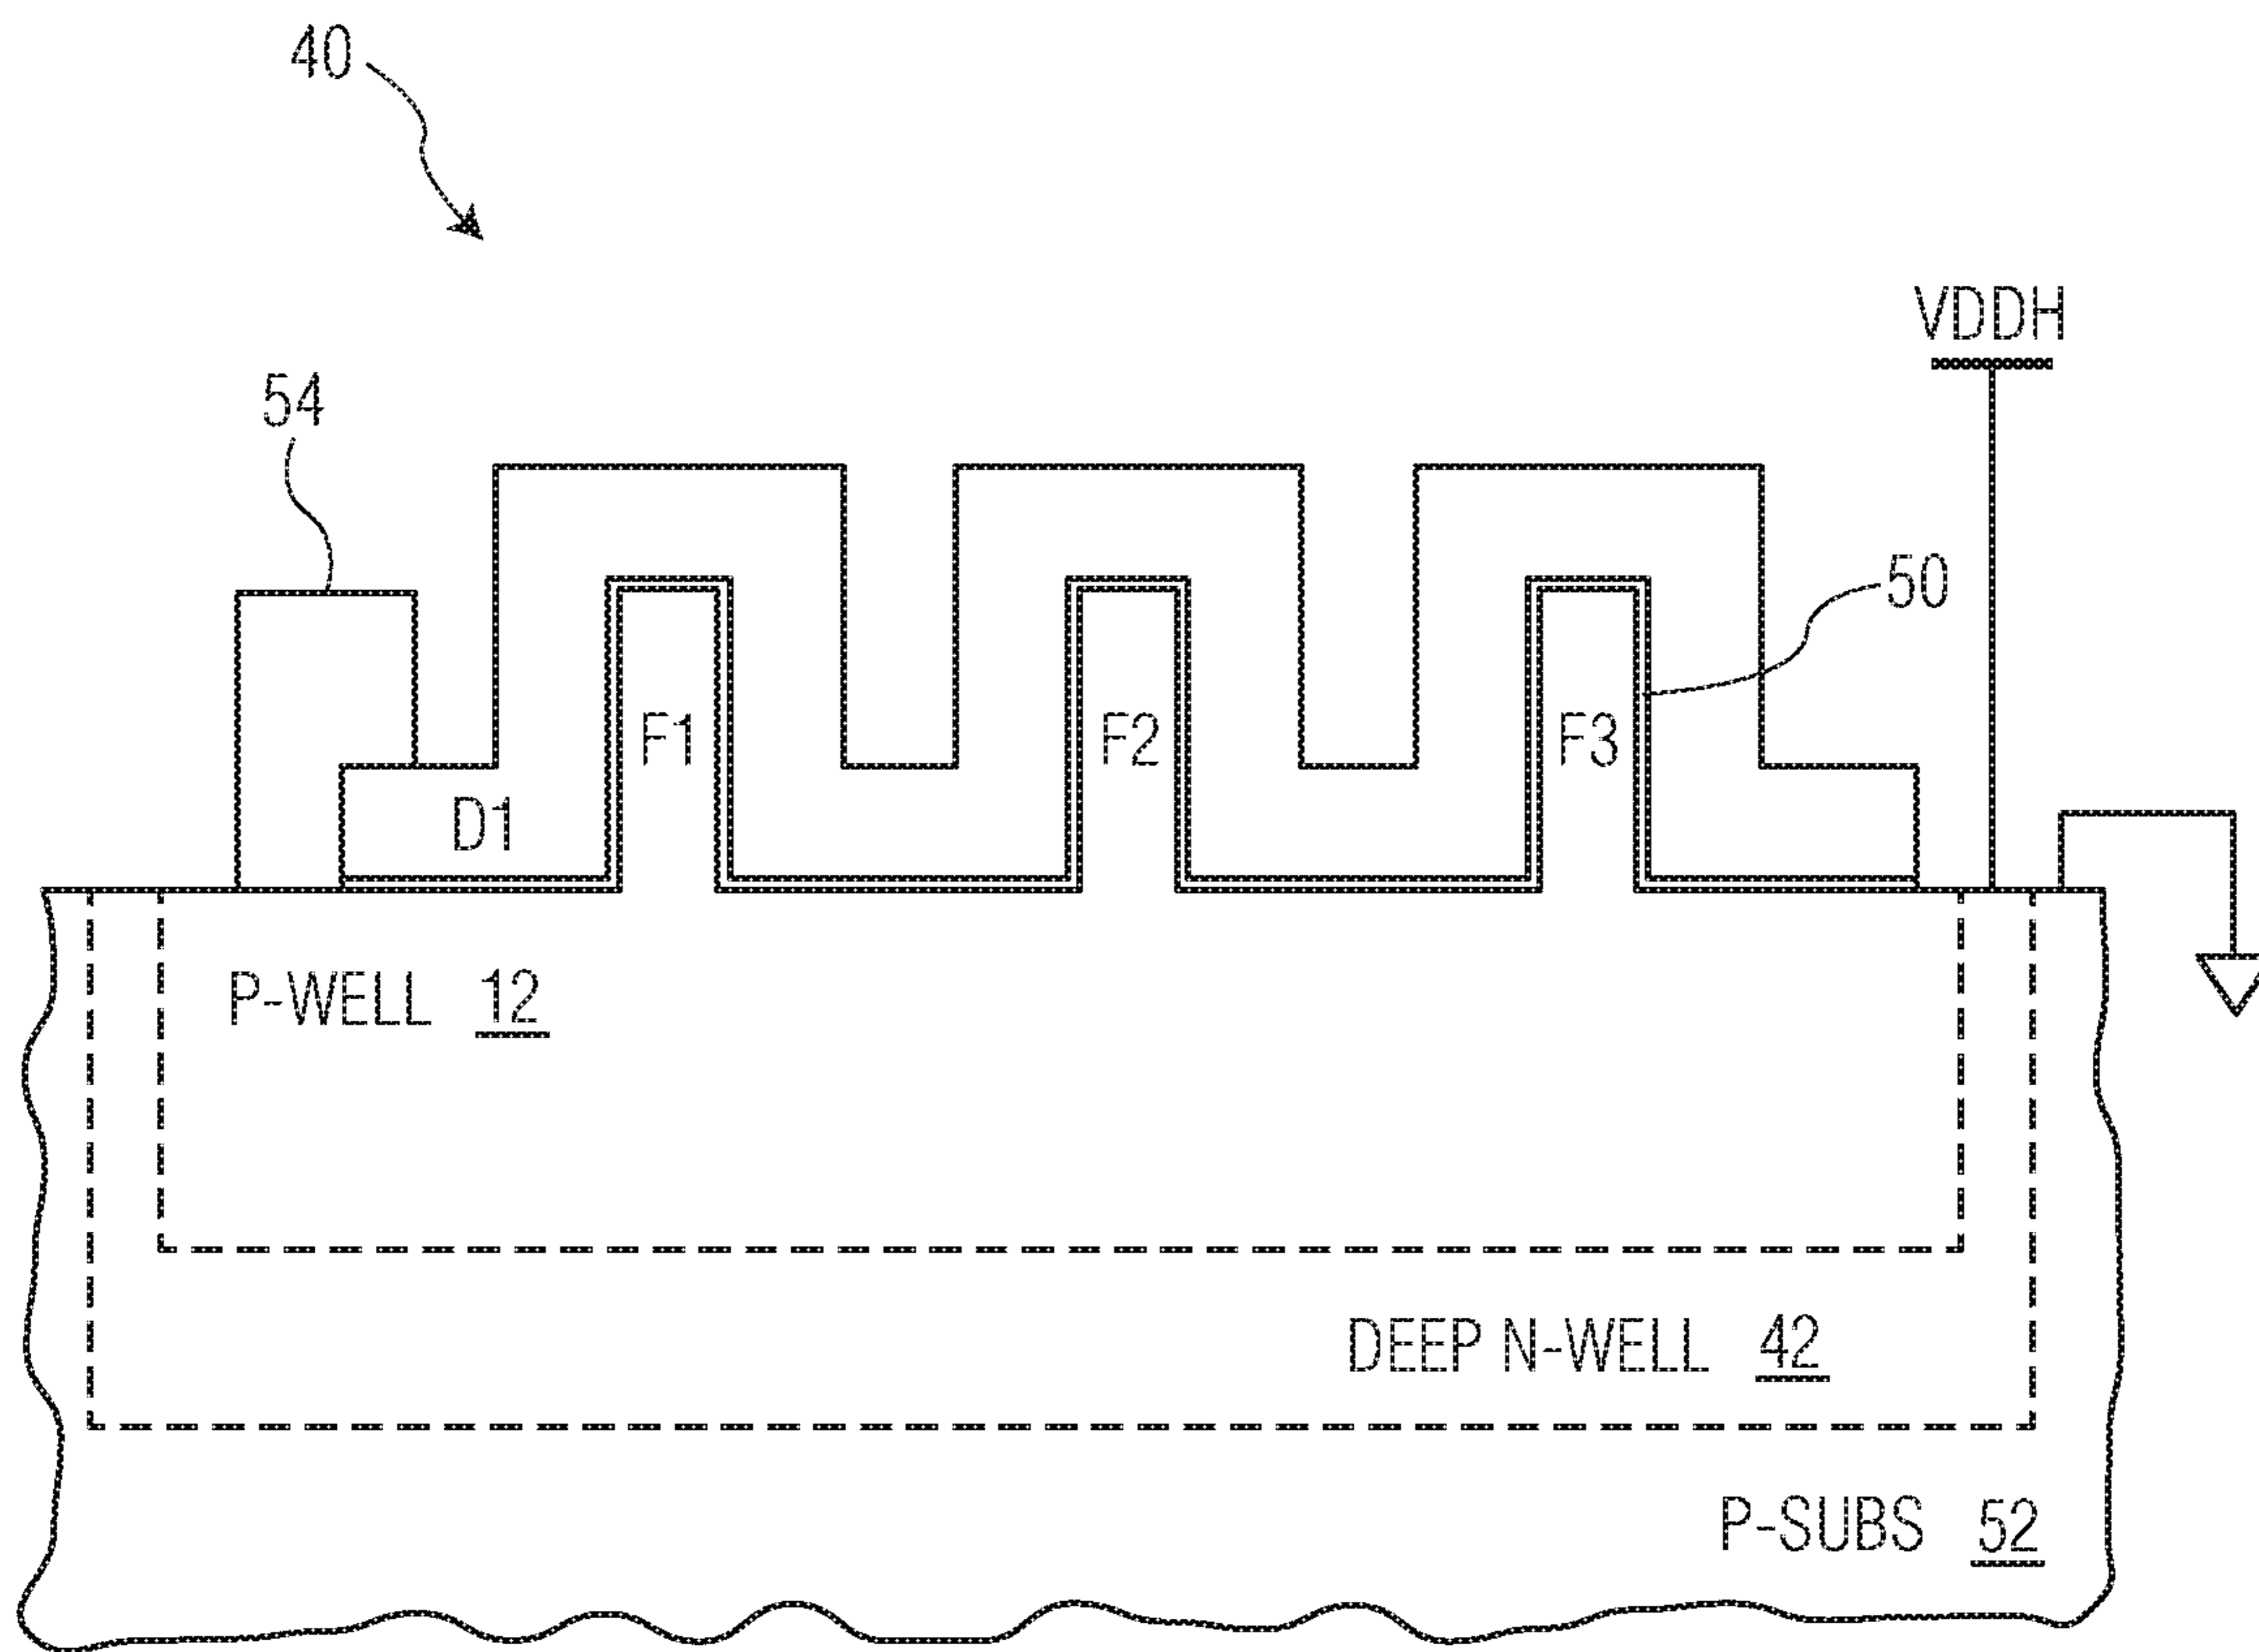 40
VDDH
54
50
F1
F2
F3
D1
P-WELL 12
DEEP N-WELL 42
P-SUBS 52